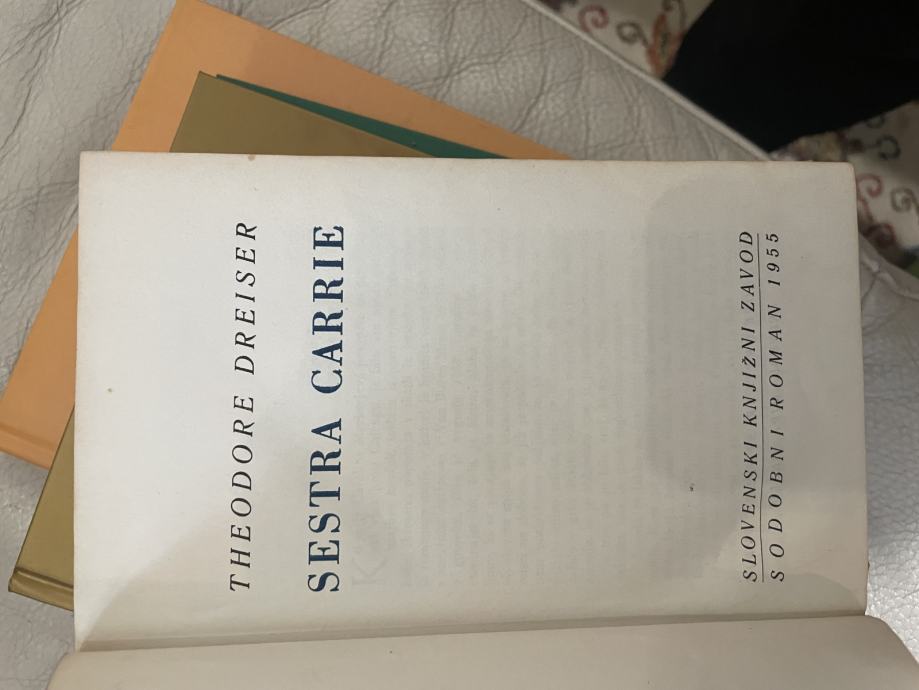 THEODORE DREISER
SESTRA CARRIE
SLOVENSKI KNJIŽNI ZAVOD
SODOBNI ROMAN 1955